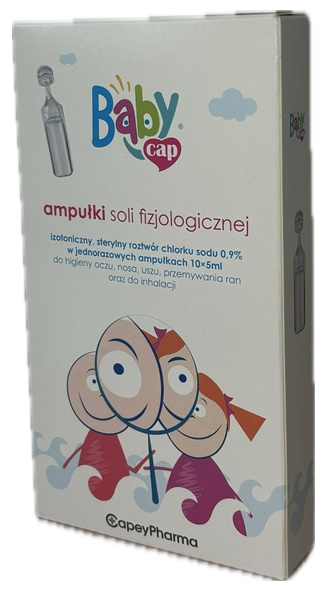 Baby®
cap
ampułki soli fizjologicznej
izotoniczny, sterylny roztwór chlorku sodu 0,9%
w jednorazowych ampułkach 10×5ml
do higieny oczu, nosa, uszu, przemywania ran
oraz do inhalacji
CapeyPharma